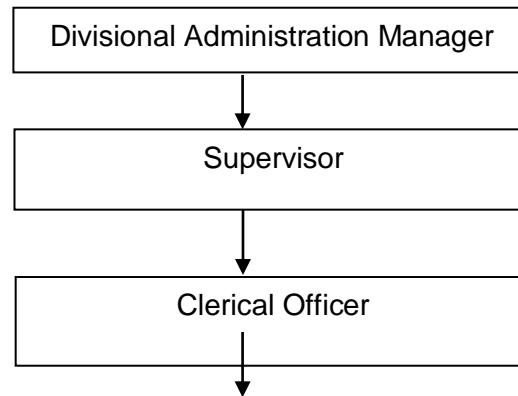 Divisional Administration Manager
Supervisor
Clerical Officer